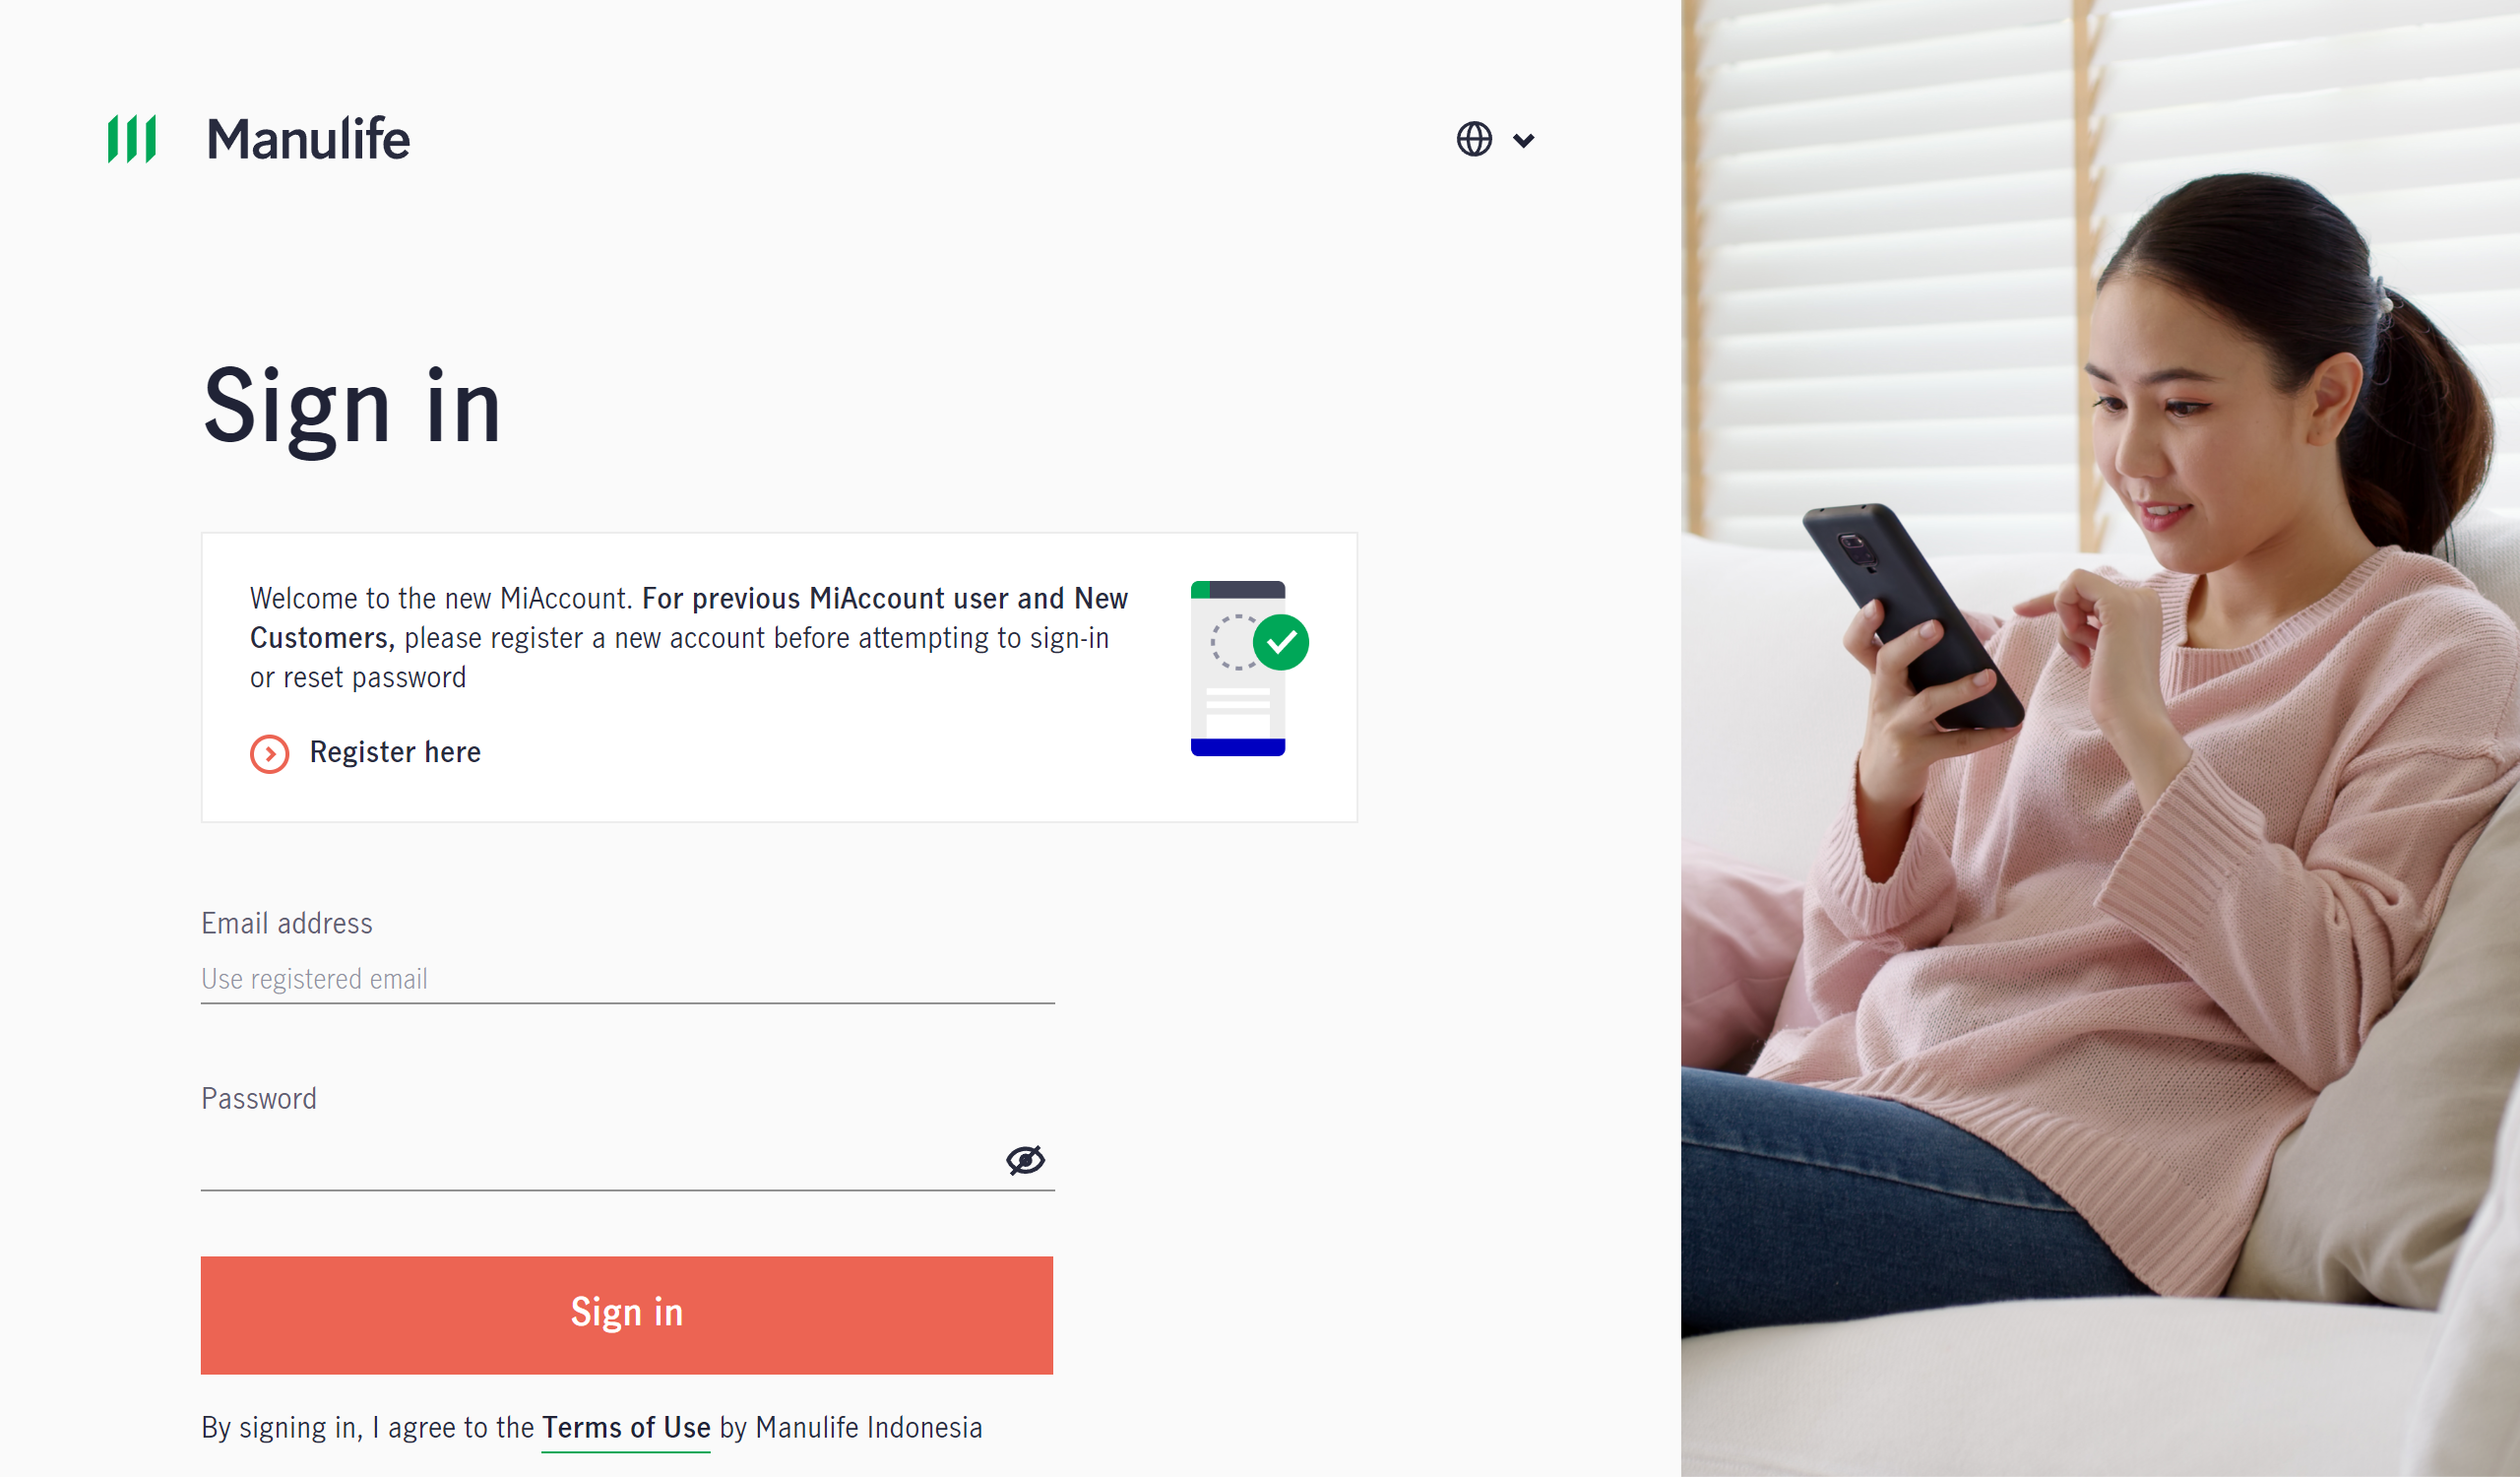 Manulife
Sign in
Welcome to the new MiAccount. For previous MiAccount user and New
Customers, please register a new account before attempting to sign-in
or reset password
Register here
Email address
Use registered email
Password
Sign in
By signing in, I agree to the Terms of Use by Manulife Indonesia